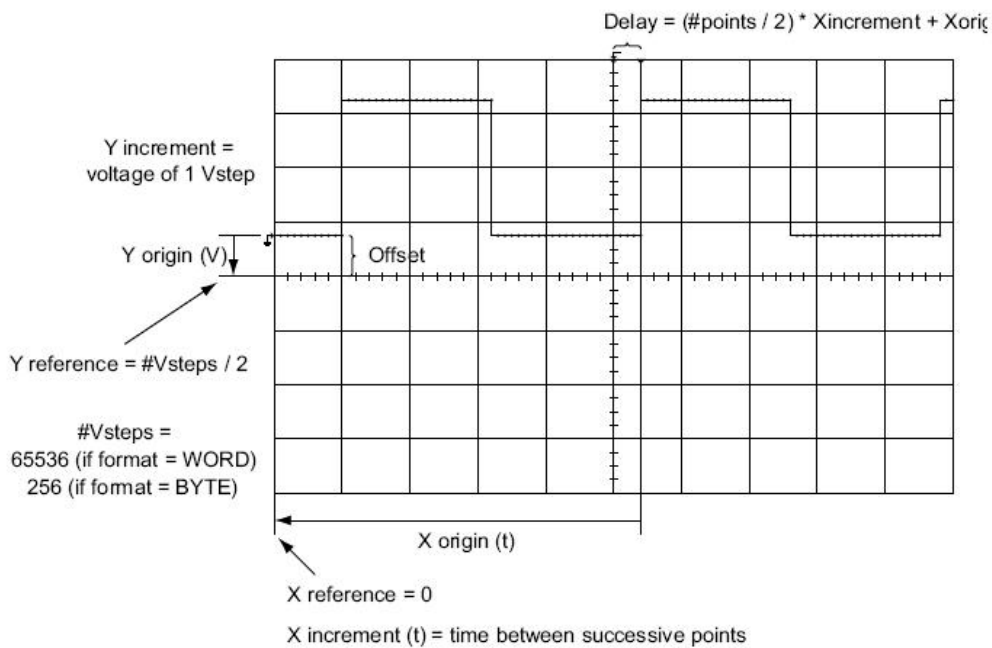 Delay = (#points / 2) * Xincrement + Xorig
Y increment =
voltage of 1 Vstep
Y origin (V)
Offset
Y reference = #Vsteps / 2
#Vsteps =
65536 (if format = WORD)
256 (if format = BYTE)
X origin (t)
X reference = 0
X increment (t) = time between successive points